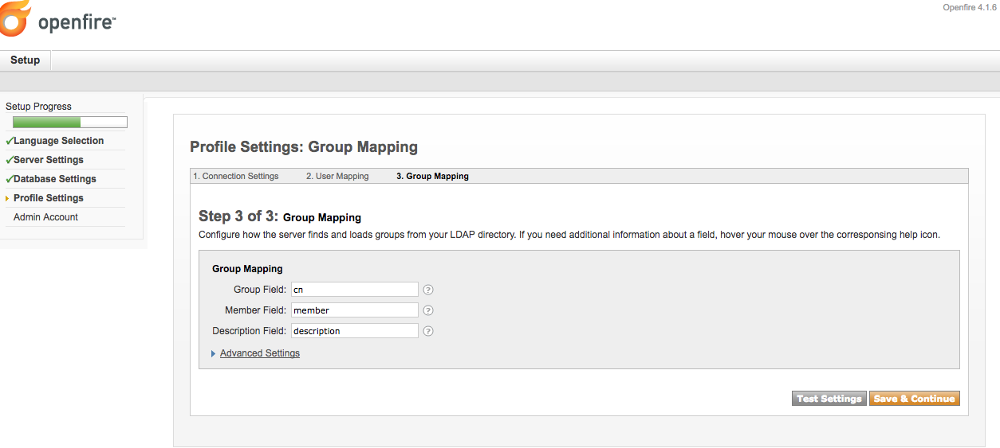 openfire™
Openfire 4.1.6
Setup
Setup Progress
Language Selection
Server Settings
Database Settings
Profile Settings
Admin Account
Profile Settings: Group Mapping
1. Connection Settings 2. User Mapping 3. Group Mapping
Step 3 of 3: Group Mapping
Configure how the server finds and loads groups from your LDAP directory. If you need additional information about a field, hover your mouse over the corresponsing help icon.
Group Mapping
Group Field: cn ?
Member Field: member ?
Description Field: description ?
Advanced Settings
Test Settings Save & Continue